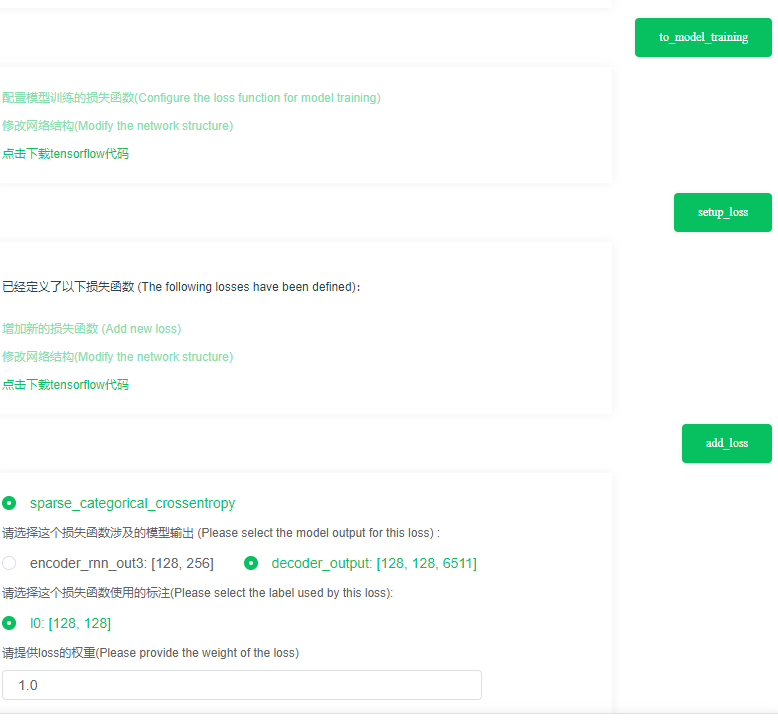 to_model_training
配置模型训练的损失函数(Configure the loss function for model training)
修改网络结构(Modify the network structure)
点击下载tensorflow代码
setup_loss
已经定义了以下损失函数 (The following losses have been defined):
增加新的损失函数 (Add new loss)
修改网络结构(Modify the network structure)
点击下载tensorflow代码
add_loss
sparse_categorical_crossentropy
请选择这个损失函数涉及的模型输出 (Please select the model output for this loss) :
encoder_rnn_out3: [128, 256] decoder_output: [128, 128, 6511]
请选择这个损失函数使用的标注(Please select the label used by this loss):
l0: [128, 128]
请提供loss的权重(Please provide the weight of the loss)
1.0